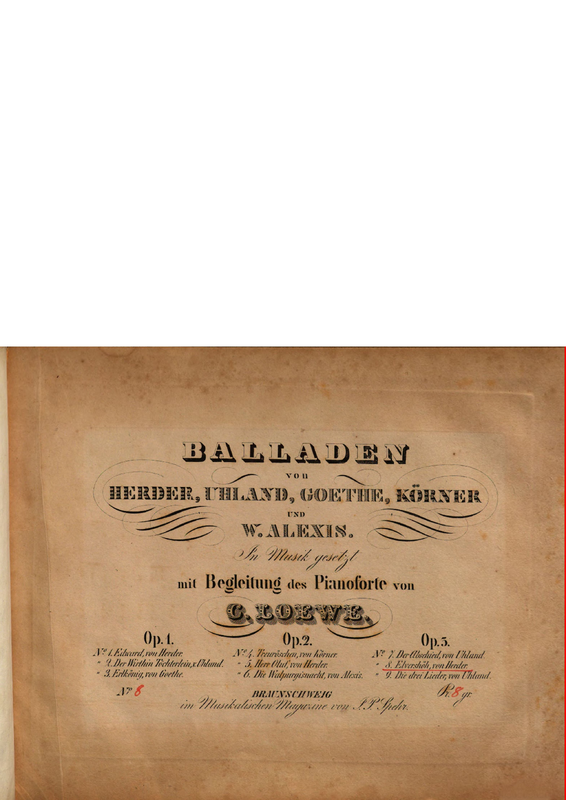 BALLADEN
von
HERDER, UHLAND, GOETHE, KÖRNER
UND
W. ALEXIS.
In Musik gesetzt
mit Begleitung des Pianoforte von
C. LOEWE.
Op. 1. Op. 2. Op. 3.
No 1. Edward, von Herder. No 4. Treuröschen, von Körner. No 7. Der Abschied, von Uhland.
" 2. Der Wirthin Töchterlein, v. Uhland. " 5. Herr Oluf, von Herder. " 8. Elvershöh, von Herder.
" 3. Erlkönig, von Goethe. " 6. Die Walpurgisnacht, von Alexis. " 9. Die drei Lieder, von Uhland.
No 8 Pr. 8 gr.
BRAUNSCHWEIG
im Musikalischen Magazine von J. P. Spehr.